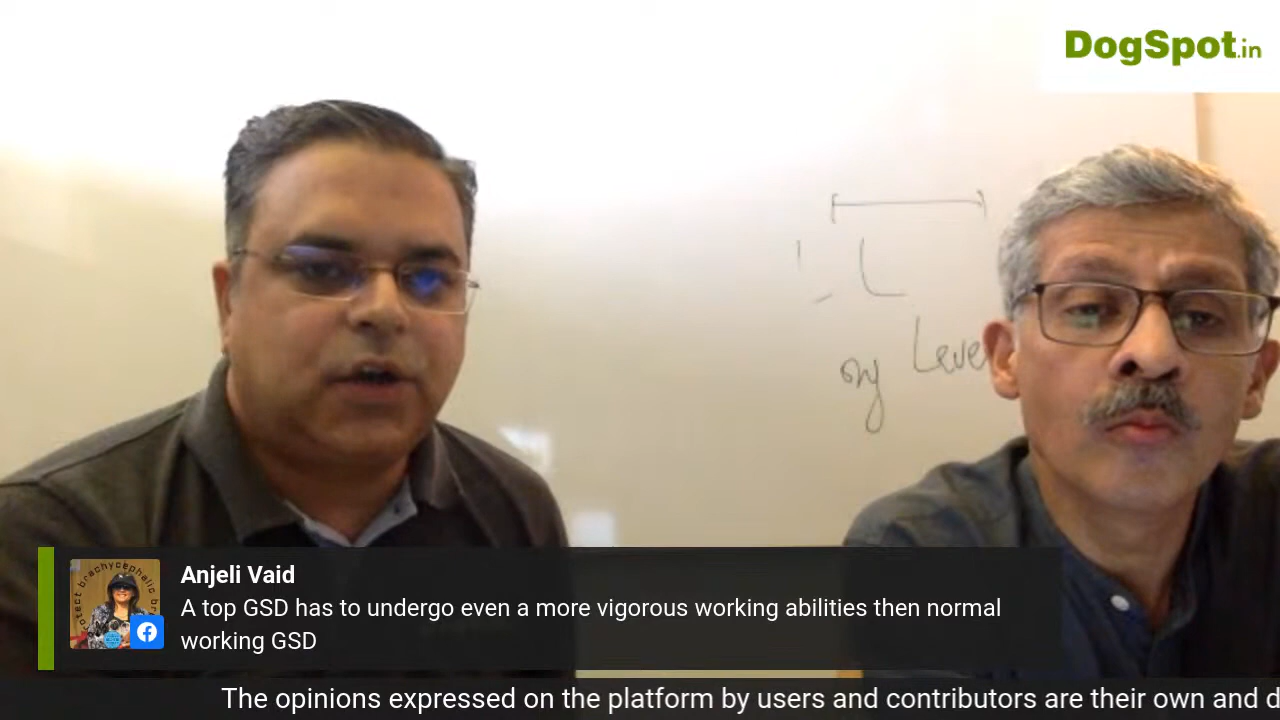 DogSpot.in
Leve
Anjeli Vaid
A top GSD has to undergo even a more vigorous working abilities then normal
working GSD
The opinions expressed on the platform by users and contributors are their own and d